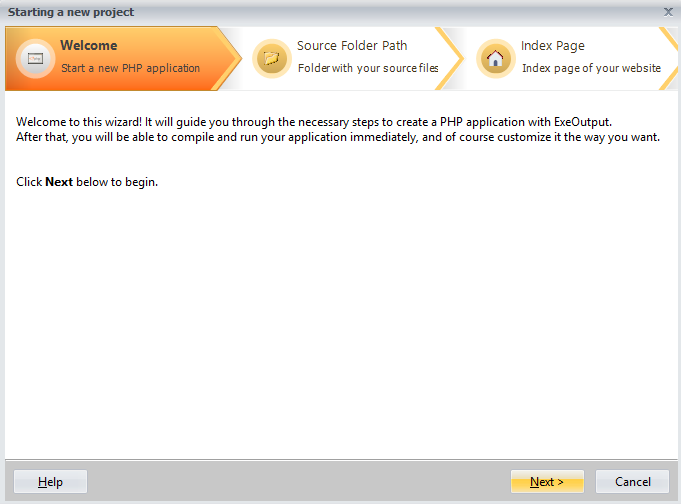 Starting a new project
Welcome
Start a new PHP application
Source Folder Path
Folder with your source files
Index Page
Index page of your website
Welcome to this wizard! It will guide you through the necessary steps to create a PHP application with ExeOutput.
After that, you will be able to compile and run your application immediately, and of course customize it the way you want.
Click Next below to begin.
Help
Next >
Cancel